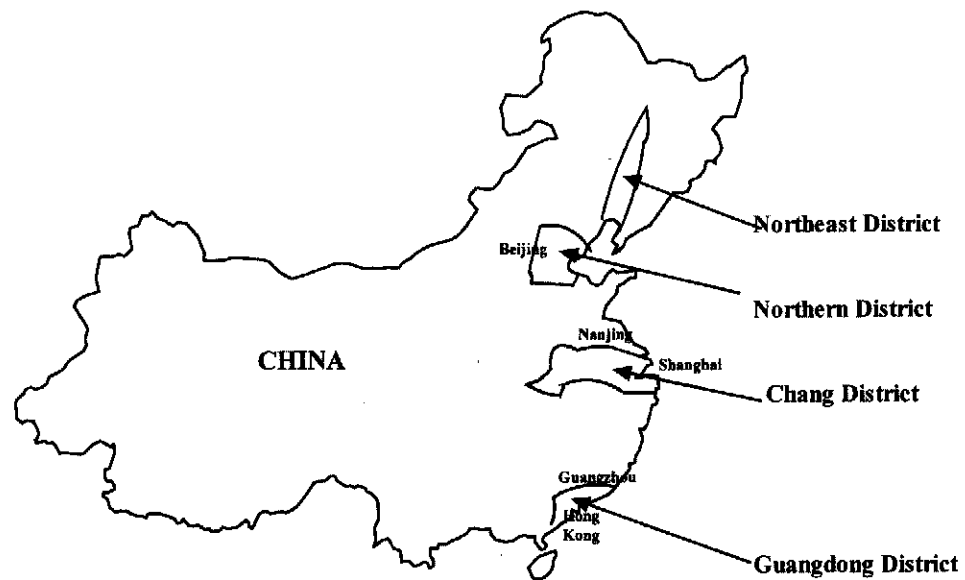 Northeast District
Beijing
Northern District
Nanjing
CHINA
Shanghai
Chang District
Guangzhou
Hong
Kong
Guangdong District